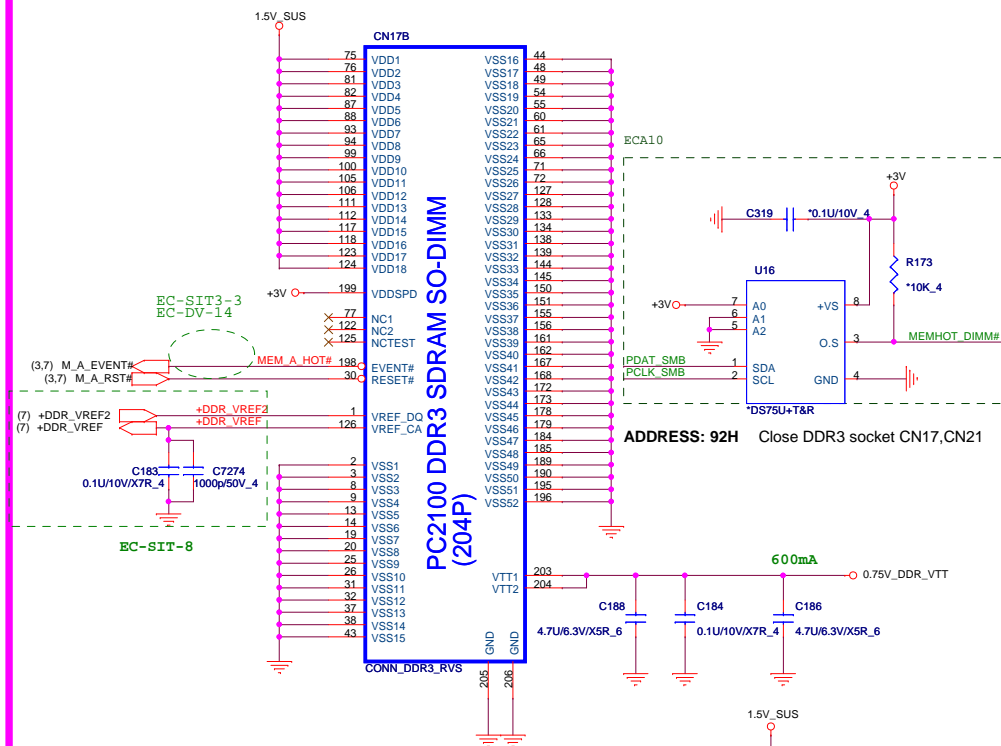 1.5V_SUS
CN17B
75 VDD1
76 VDD2
81 VDD3
82 VDD4
87 VDD5
88 VDD6
93 VDD7
94 VDD8
99 VDD9
100 VDD10
105 VDD11
106 VDD12
111 VDD13
112 VDD14
117 VDD15
118 VDD16
123 VDD17
124 VDD18
+3V 199 VDDSPD
77 NC1
122 NC2
125 NCTEST
EC-SIT3-3
EC-DV-14
(3,7) M_A_EVENT# MEM_A_HOT# 198 EVENT#
(3,7) M_A_RST# 30 RESET#
(7) +DDR_VREF2 +DDR_VREF2 1 VREF_DQ
(7) +DDR_VREF +DDR_VREF 126 VREF_CA
C183
0.1U/10V/X7R_4
C7274
1000p/50V_4
EC-SIT-8
2 VSS1
3 VSS2
8 VSS3
9 VSS4
13 VSS5
14 VSS6
19 VSS7
20 VSS8
25 VSS9
26 VSS10
31 VSS11
32 VSS12
37 VSS13
38 VSS14
43 VSS15
PC2100 DDR3 SDRAM SO-DIMM
(204P)
VSS16 44
VSS17 48
VSS18 49
VSS19 54
VSS20 55
VSS21 60
VSS22 61
VSS23 65
VSS24 66
VSS25 71
VSS26 72
VSS27 127
VSS28 128
VSS29 133
VSS30 134
VSS31 138
VSS32 139
VSS33 144
VSS34 145
VSS35 150
VSS36 151
VSS37 155
VSS38 156
VSS39 161
VSS40 162
VSS41 167
VSS42 168
VSS43 172
VSS44 173
VSS45 178
VSS46 179
VSS47 184
VSS48 185
VSS49 189
VSS50 190
VSS51 195
VSS52 196
VTT1 203
VTT2 204
GND 205
GND 206
CONN_DDR3_RVS
ECA10
+3V
C319 *0.1U/10V_4
R173
*10K_4
U16
+3V 7 A0
6 A1
5 A2
+VS 8
O.S 3 MEMHOT_DIMM#
PDAT_SMB 1 SDA
PCLK_SMB 2 SCL
GND 4
*DS75U+T&R
ADDRESS: 92H Close DDR3 socket CN17,CN21
600mA
0.75V_DDR_VTT
C188
4.7U/6.3V/X5R_6
C184
0.1U/10V/X7R_4
C186
4.7U/6.3V/X5R_6
1.5V_SUS